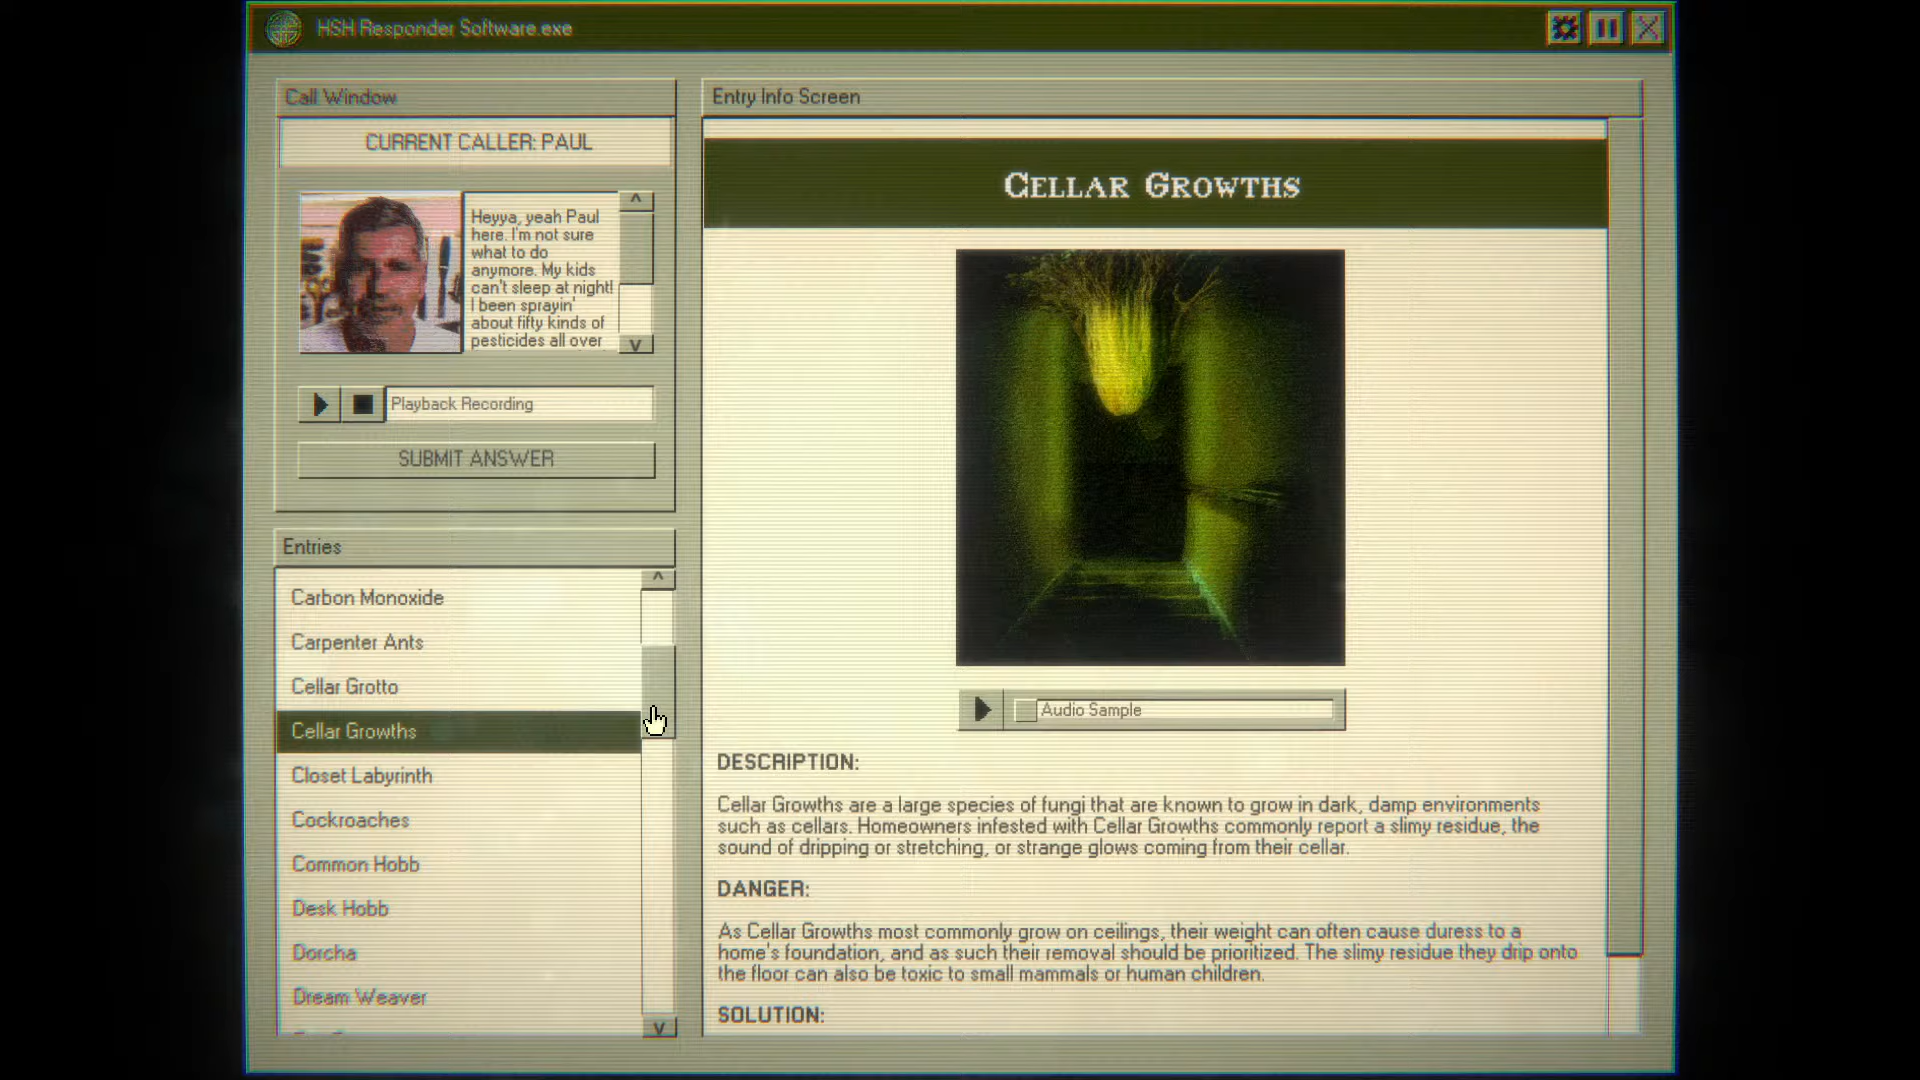 HSH Responder Software.exe
Call Window
CURRENT CALLER: PAUL
Heyya, yeah Paul
here. I'm not sure
what to do
anymore. My kids
can't sleep at night!
I been sprayin'
about fifty kinds of
pesticides all over
Playback Recording
SUBMIT ANSWER
Entries
Carbon Monoxide
Carpenter Ants
Cellar Grotto
Cellar Growths
Closet Labyrinth
Cockroaches
Common Hobb
Desk Hobb
Dorcha
Dream Weaver
Entry Info Screen
CELLAR GROWTHS
Audio Sample
DESCRIPTION:
Cellar Growths are a large species of fungi that are known to grow in dark, damp environments
such as cellars. Homeowners infested with Cellar Growths commonly report a slimy residue, the
sound of dripping or stretching, or strange glows coming from their cellar.
DANGER:
As Cellar Growths most commonly grow on ceilings, their weight can often cause duress to a
home's foundation, and as such their removal should be prioritized. The slimy residue they drip onto
the floor can also be toxic to small mammals or human children.
SOLUTION: